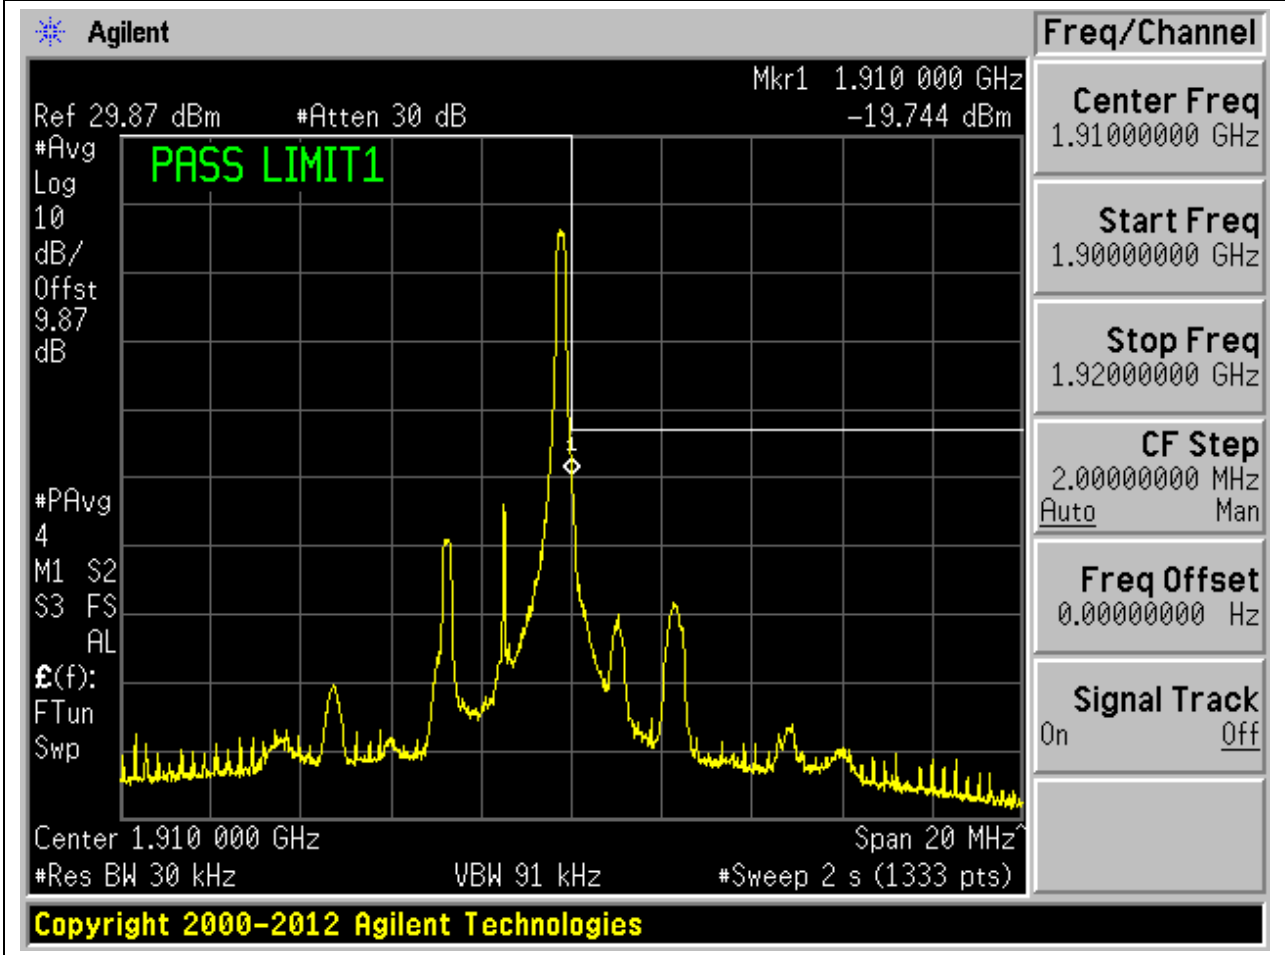 Agilent
Freq/Channel
Mkr1 1.910 000 GHz
Ref 29.87 dBm #Atten 30 dB -19.744 dBm
#Avg
Log
10
dB/
Offst
9.87
dB
#PAvg
4
M1 S2
S3 FS
AL
£(f):
FTun
Swp
PASS LIMIT1
1
Center 1.910 000 GHz Span 20 MHz^
#Res BW 30 kHz VBW 91 kHz #Sweep 2 s (1333 pts)
Center Freq
1.91000000 GHz
Start Freq
1.90000000 GHz
Stop Freq
1.92000000 GHz
CF Step
2.00000000 MHz
Auto Man
Freq Offset
0.00000000 Hz
Signal Track
On Off
Copyright 2000-2012 Agilent Technologies